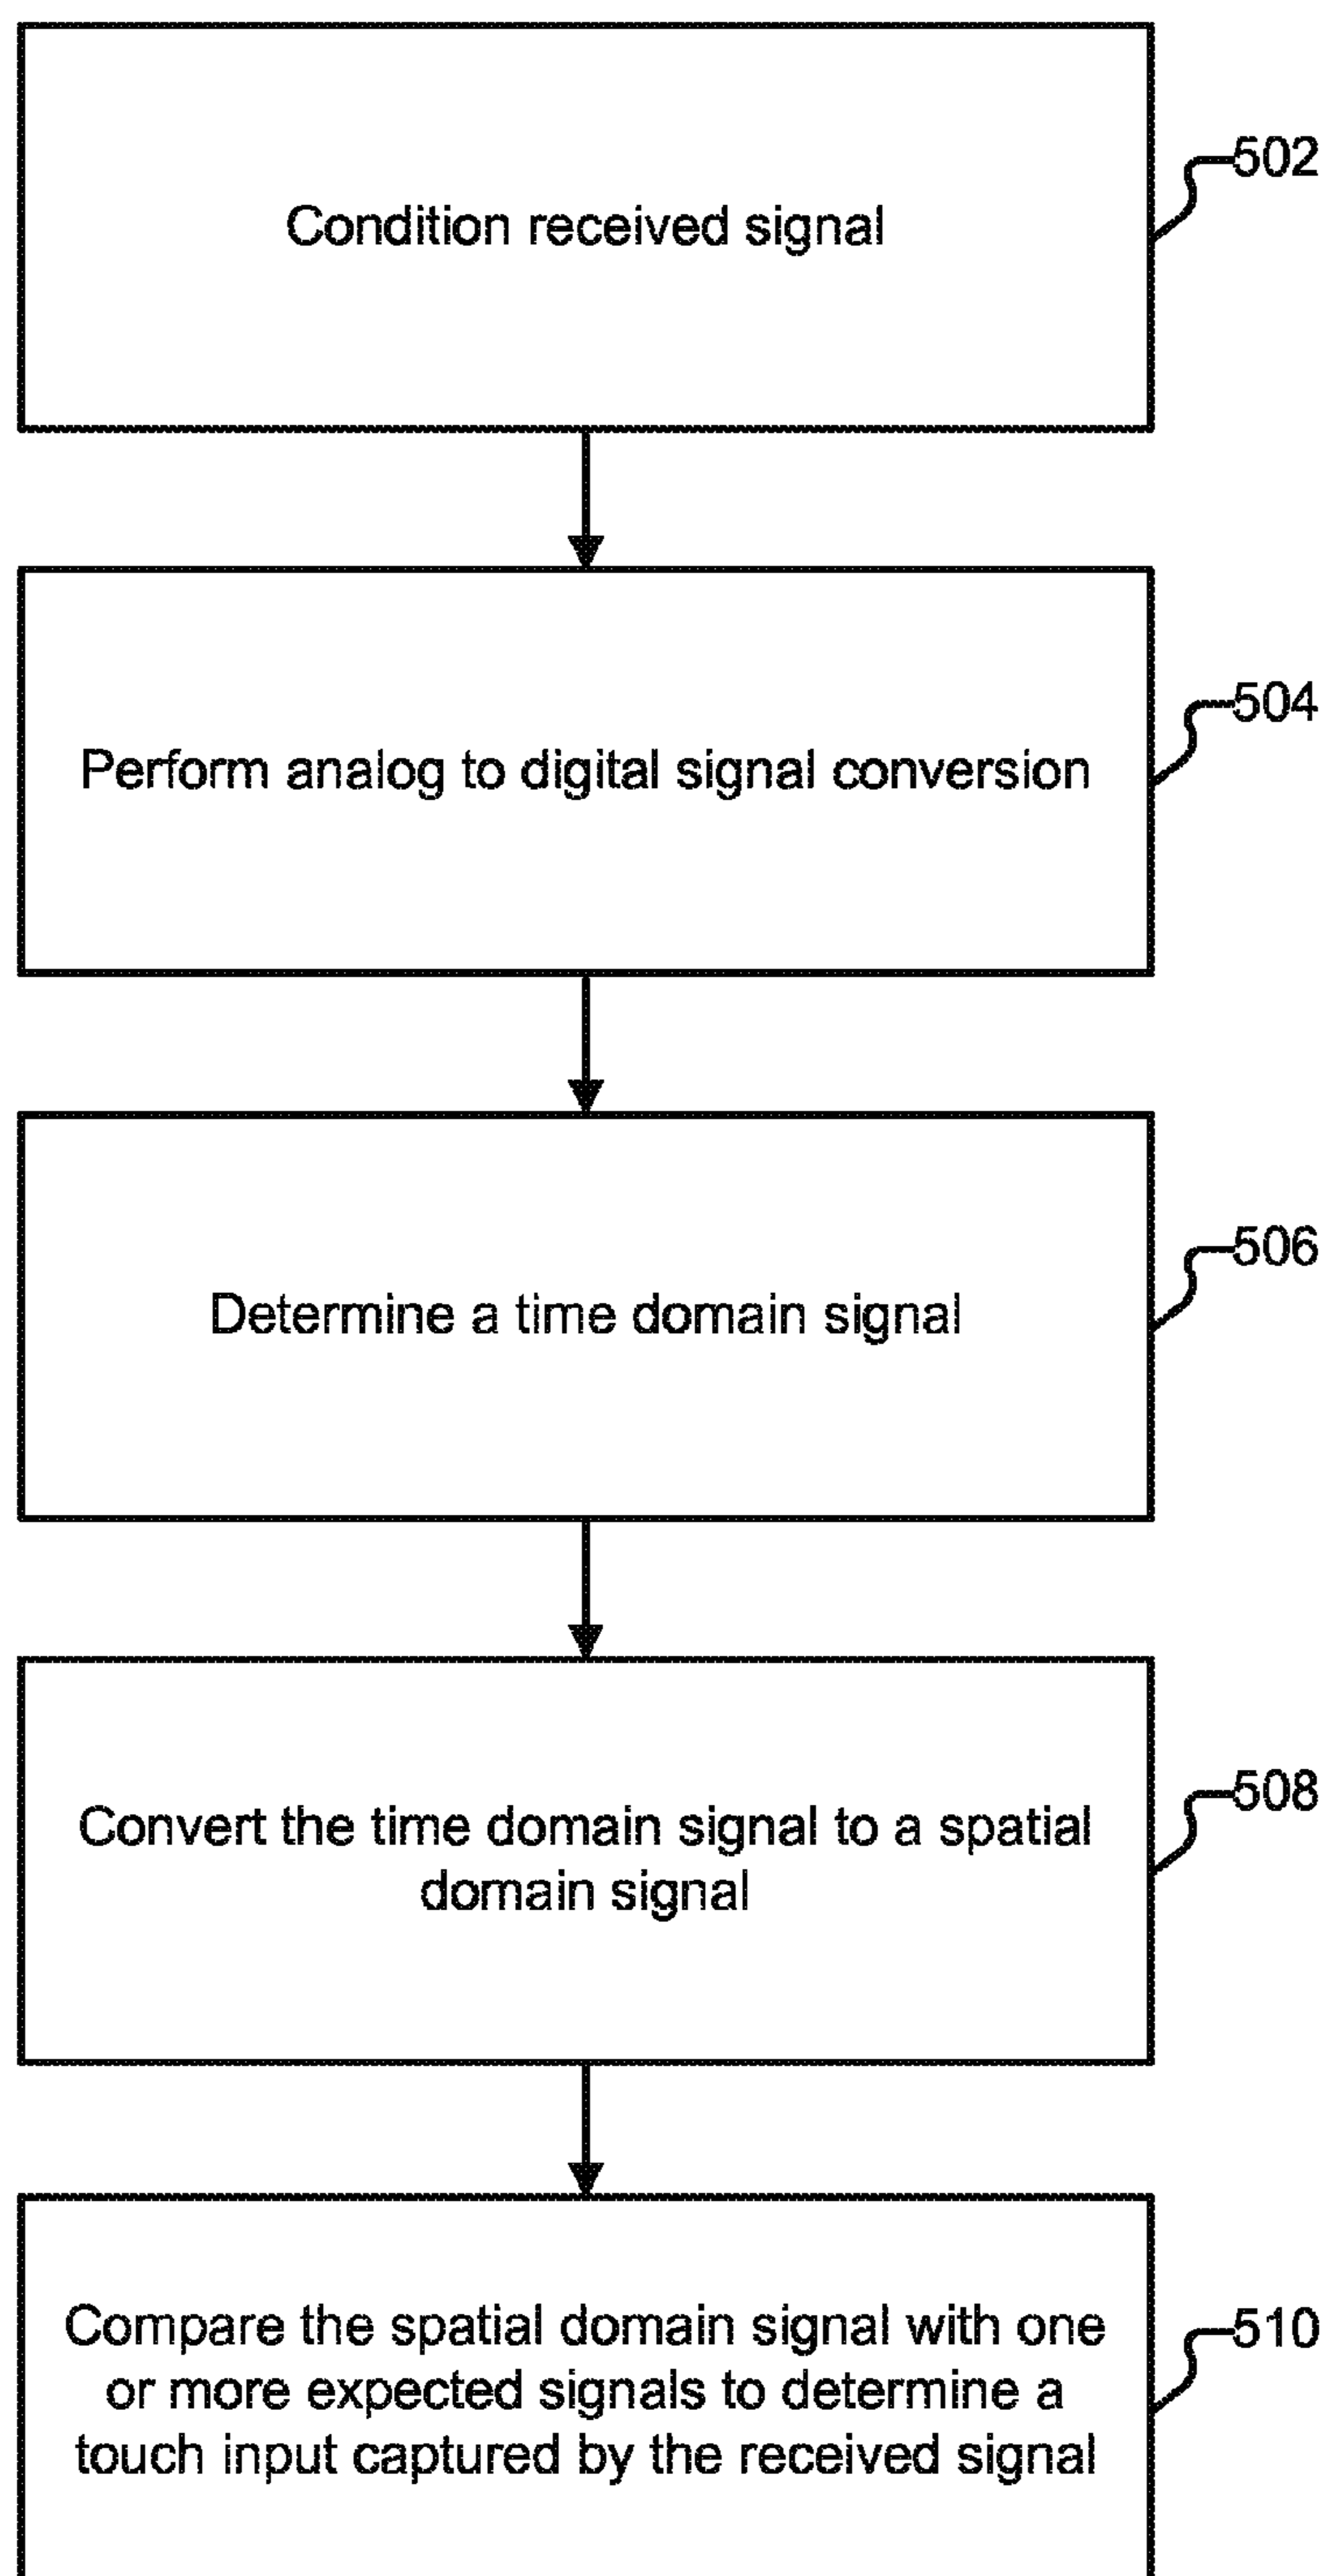 Condition received signal
502
Perform analog to digital signal conversion
504
Determine a time domain signal
506
Convert the time domain signal to a spatial
domain signal
508
Compare the spatial domain signal with one
or more expected signals to determine a
touch input captured by the received signal
510